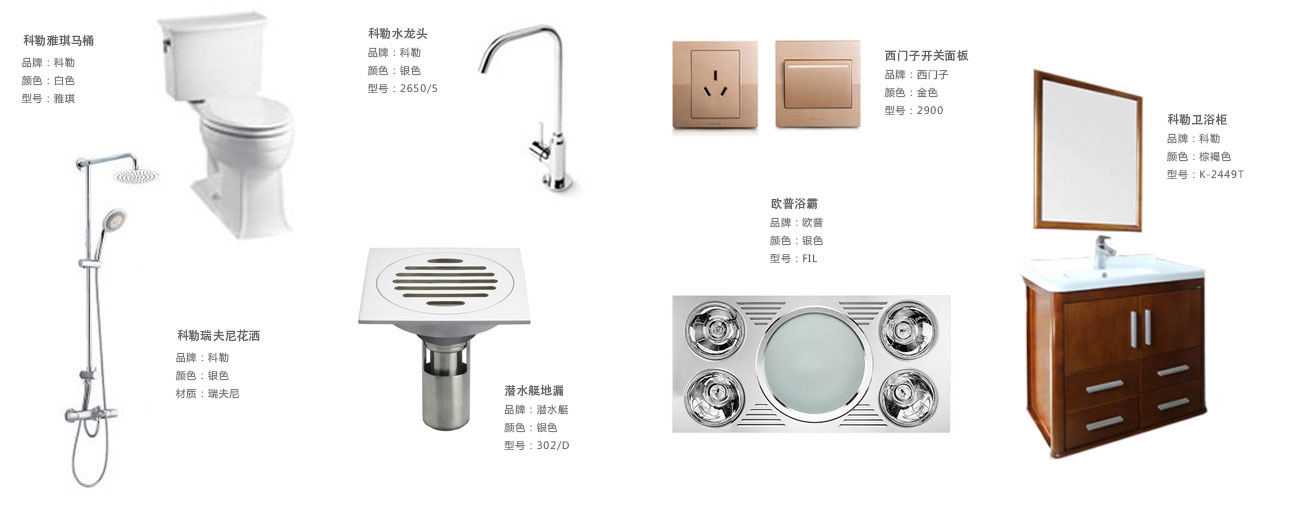 科勒雅琪马桶
品牌：科勒
颜色：白色
型号：雅琪
科勒水龙头
品牌：科勒
颜色：银色
型号：2650/5
西门子开关面板
品牌：西门子
颜色：金色
型号：2900
科勒卫浴柜
品牌：科勒
颜色：棕褐色
型号：K-2449T
欧普浴霸
品牌：欧普
颜色：银色
型号：FIL
科勒瑞夫尼花洒
品牌：科勒
颜色：银色
材质：瑞夫尼
潜水艇地漏
品牌：潜水艇
颜色：银色
型号：302/D